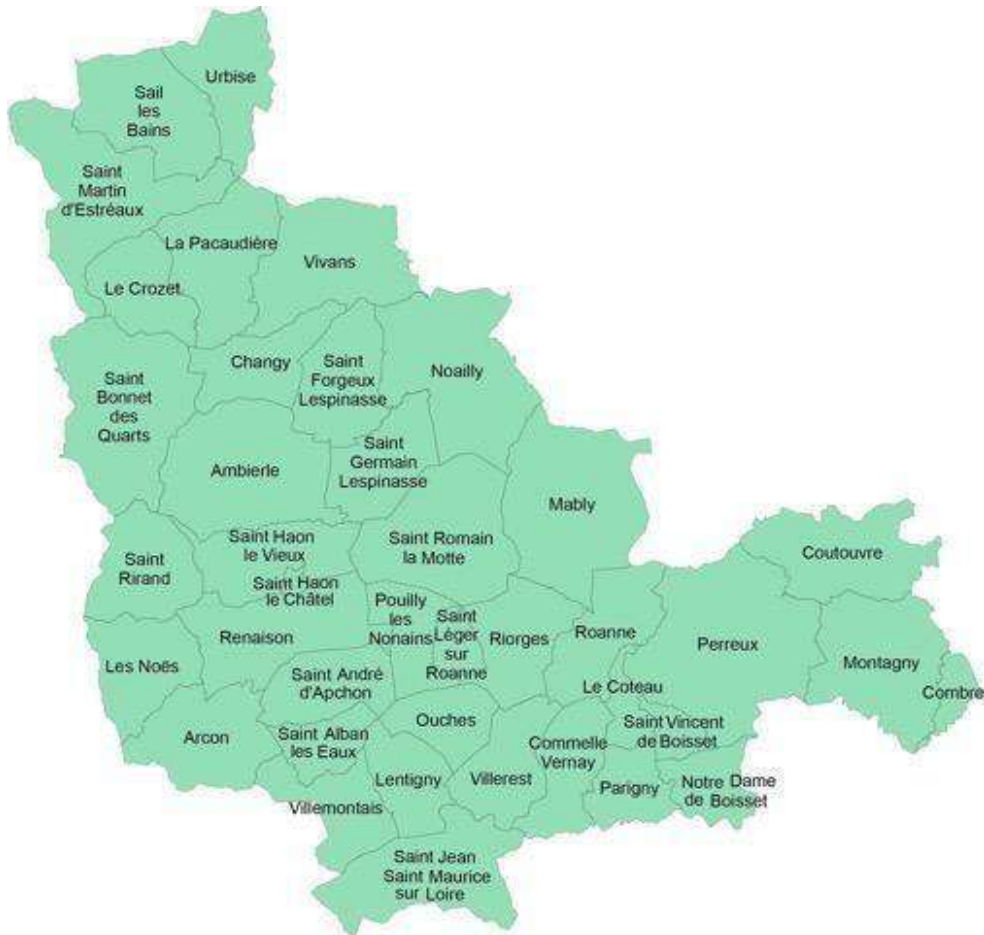 Urbise
Sail
les
Bains
Saint
Martin
d'Estréaux
La Pacaudière
Vivans
Le Crozet
Changy
Saint
Forgeux
Lespinasse
Noailly
Saint
Bonnet
des
Quarts
Saint
Germain
Lespinasse
Ambierle
Mably
Saint Haon
le Vieux
Saint Romain
la Motte
Coutouvre
Saint
Rirand
Saint Haon
le Châtel
Pouilly
les
Nonains
Saint
Léger
sur
Roanne
Riorges
Roanne
Renaison
Perreux
Les Noës
Montagny
Saint André
d'Apchon
Le Coteau
Combre
Arcon
Saint Alban
les Eaux
Ouches
Commelle
Vernay
Saint Vincent
de Boisset
Lentigny
Villerest
Parigny
Notre Dame
de Boisset
Villemontais
Saint Jean
Saint Maurice
sur Loire